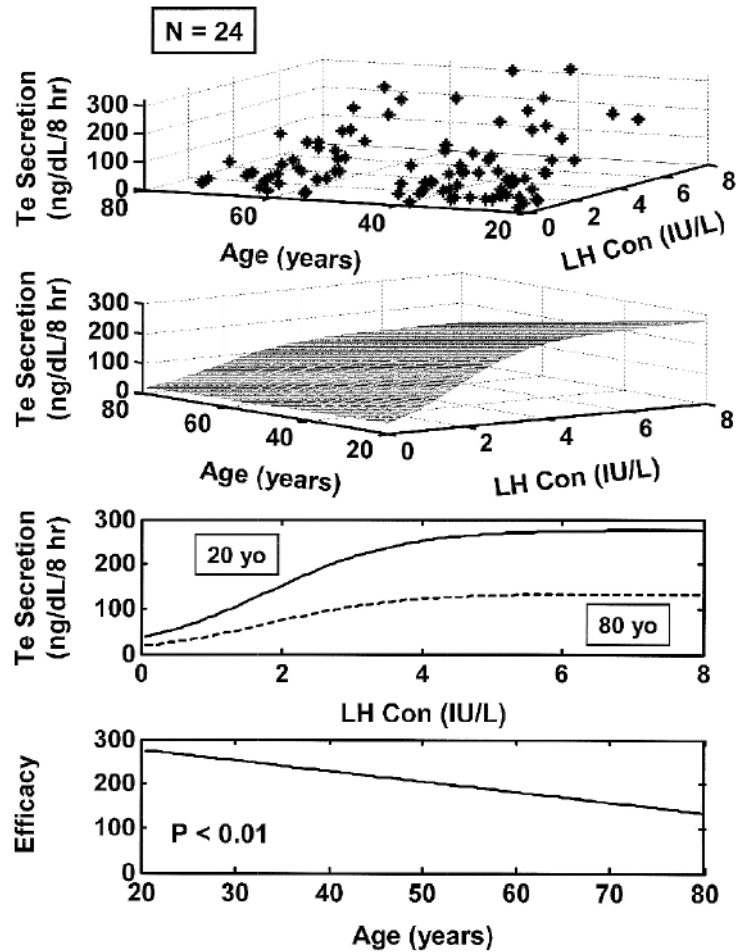 N = 24
Te Secretion
(ng/dL/8 hr)
300
200
100
0
80
60
40
20
Age (years)
0
2
4
6
8
LH Con (IU/L)
Te Secretion
(ng/dL/8 hr)
300
200
100
0
80
60
40
20
Age (years)
0
2
4
6
8
LH Con (IU/L)
Te Secretion
(ng/dL/8 hr)
300
200
100
0
20 yo
80 yo
0 2 4 6 8
LH Con (IU/L)
Efficacy
300
200
100
0
P < 0.01
20 30 40 50 60 70 80
Age (years)